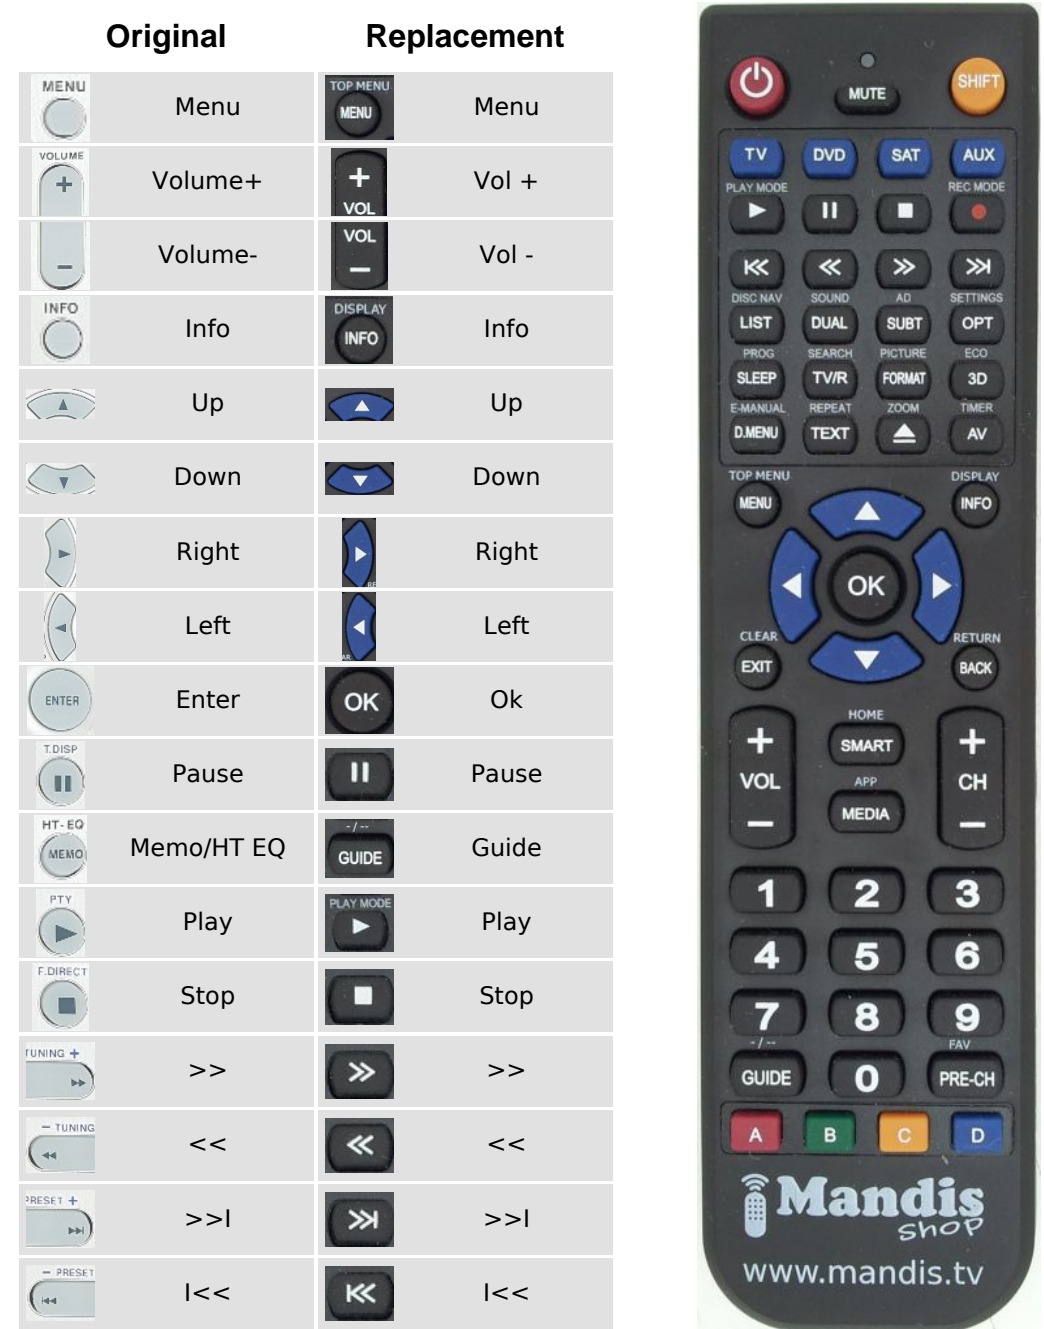 Original Replacement
MENU Menu TOP MENU MENU Menu
VOLUME + Volume+ + VOL Vol +
– Volume- VOL – Vol -
INFO Info DISPLAY INFO Info
Up Up
Down Down
Right RE Right
Left AR Left
ENTER Enter OK Ok
T.DISP Pause Pause
HT-EQ MEMO Memo/HT EQ -/-- GUIDE Guide
PTY Play PLAY MODE Play
F.DIRECT Stop Stop
TUNING + >> >>
– TUNING << <<
PRESET + >>I >>I
– PRESET I<< I<<
MUTE SHIFT
TV DVD SAT AUX
PLAY MODE REC MODE
DISC NAV SOUND AD SETTINGS
LIST DUAL SUBT OPT
PROG SEARCH PICTURE ECO
SLEEP TV/R FORMAT 3D
E-MANUAL REPEAT ZOOM TIMER
D.MENU TEXT AV
TOP MENU DISPLAY
MENU INFO
OK
CLEAR RETURN
EXIT BACK
HOME
+ SMART +
VOL APP CH
– MEDIA –
1 2 3
4 5 6
7 8 9
-/-- FAV
GUIDE 0 PRE-CH
A B C D
Mandis
shop
www.mandis.tv